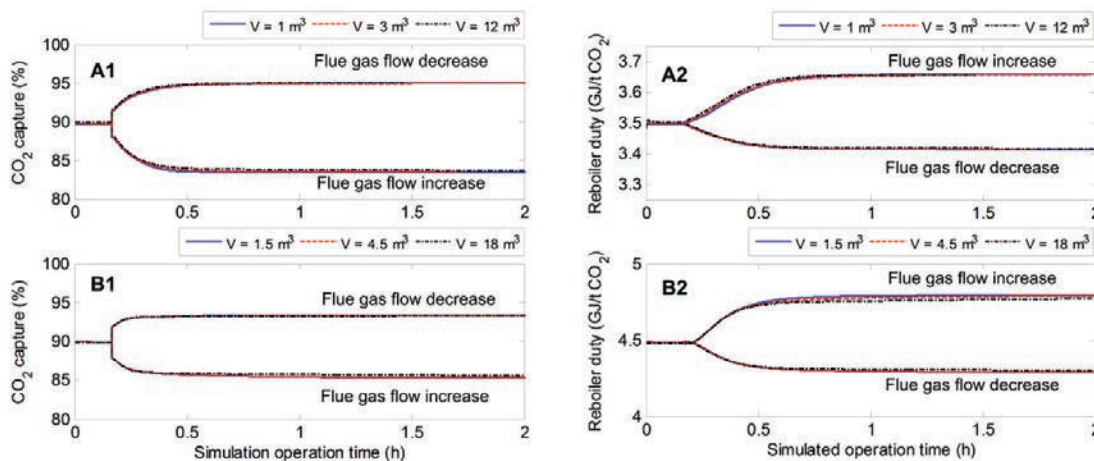 V = 1 m³ V = 3 m³ V = 12 m³
A1
Flue gas flow decrease
Flue gas flow increase
CO₂ capture (%)
100
95
90
85
80
0 0.5 1 1.5 2
V = 1 m³ V = 3 m³ V = 12 m³
A2
Flue gas flow increase
Flue gas flow decrease
Reboiler duty (GJ/t CO₂)
3.7
3.6
3.5
3.4
3.3
0 0.5 1 1.5 2
V = 1.5 m³ V = 4.5 m³ V = 18 m³
B1
Flue gas flow decrease
Flue gas flow increase
CO₂ capture (%)
100
95
90
85
80
0 0.5 1 1.5 2
Simulation operation time (h)
V = 1.5 m³ V = 4.5 m³ V = 18 m³
B2
Flue gas flow increase
Flue gas flow decrease
Reboiler duty (GJ/t CO₂)
5
4.5
4
0 0.5 1 1.5 2
Simulated operation time (h)